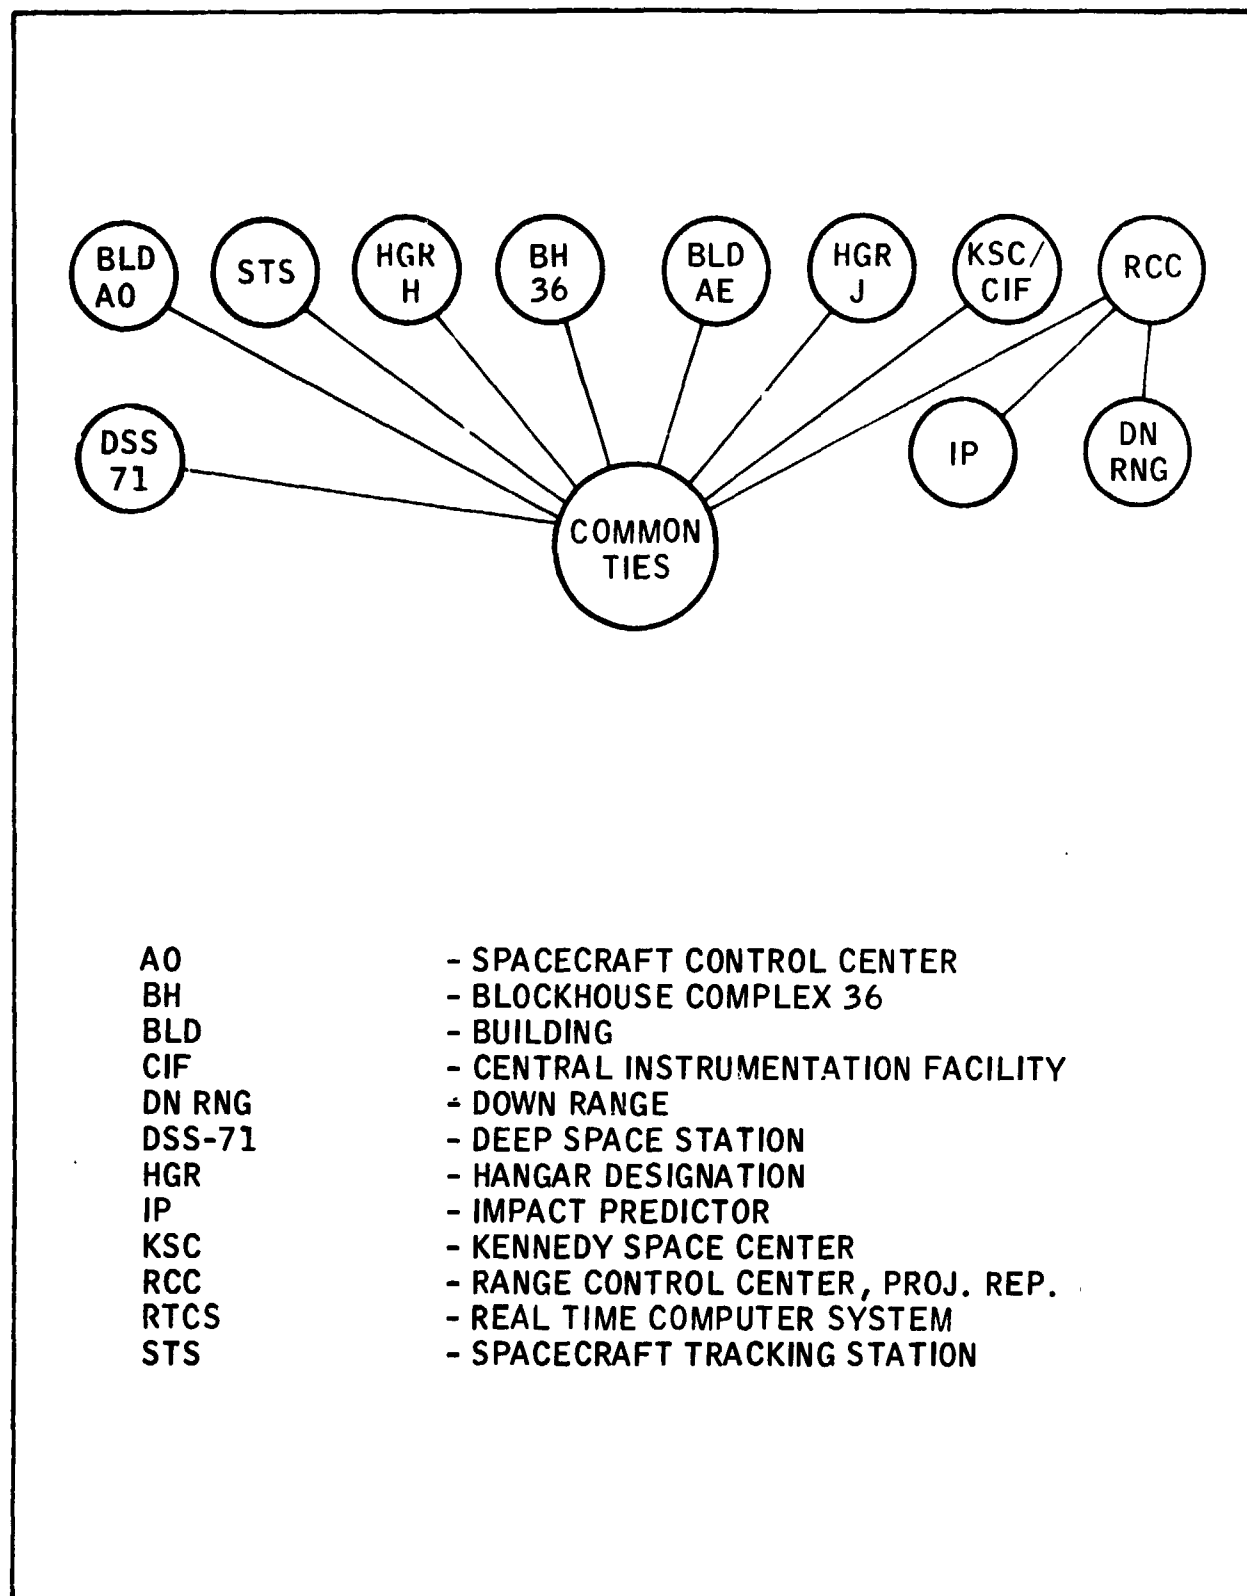 BLD
AO
STS
HGR
H
BH
36
BLD
AE
HGR
J
KSC/
CIF
RCC
DSS
71
IP
DN
RNG
COMMON
TIES
AO - SPACECRAFT CONTROL CENTER
BH - BLOCKHOUSE COMPLEX 36
BLD - BUILDING
CIF - CENTRAL INSTRUMENTATION FACILITY
DN RNG - DOWN RANGE
DSS-71 - DEEP SPACE STATION
HGR - HANGAR DESIGNATION
IP - IMPACT PREDICTOR
KSC - KENNEDY SPACE CENTER
RCC - RANGE CONTROL CENTER, PROJ. REP.
RTCS - REAL TIME COMPUTER SYSTEM
STS - SPACECRAFT TRACKING STATION